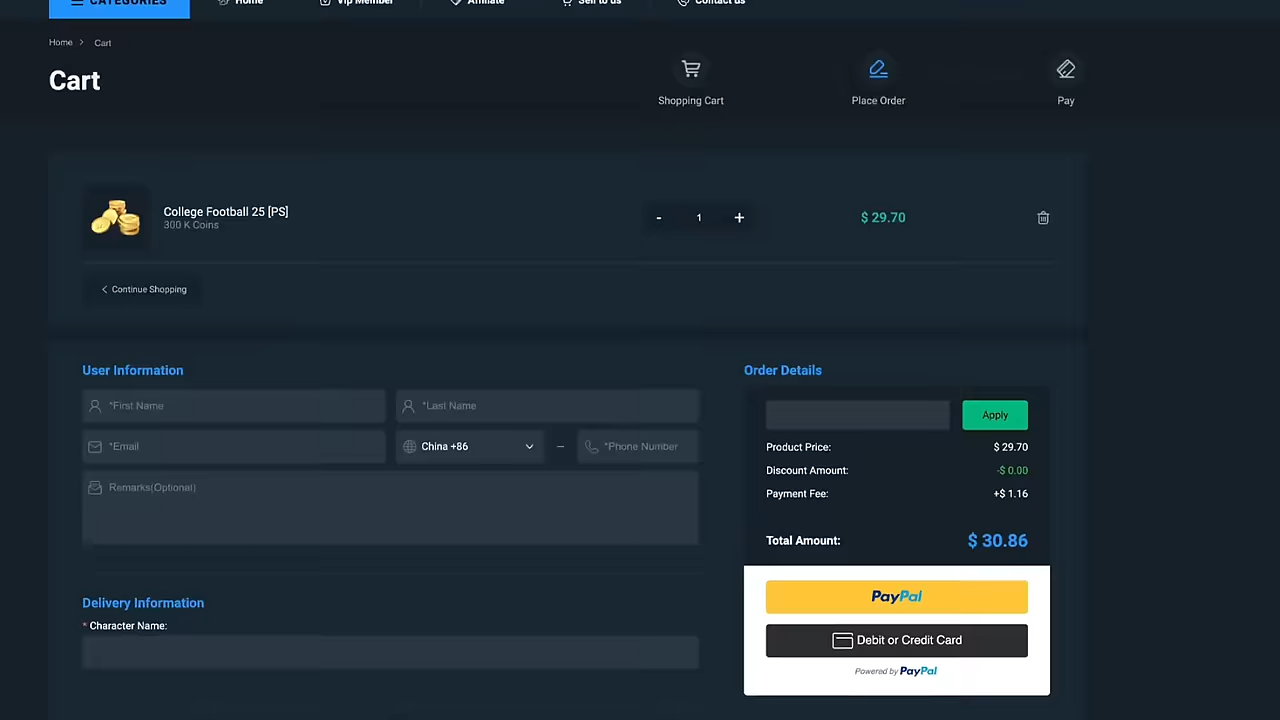 CATEGORIES
Home
Vip Member
Affiliate
Sell to us
Contact us
Home > Cart
Cart
Shopping Cart
Place Order
Pay
College Football 25 [PS]
300 K Coins
- 1 +
$ 29.70
< Continue Shopping
User Information
*First Name
*Last Name
*Email
China +86
–
*Phone Number
Remarks(Optional)
Delivery Information
* Character Name:
Order Details
Apply
Product Price: $ 29.70
Discount Amount: -$ 0.00
Payment Fee: +$ 1.16
Total Amount: $ 30.86
PayPal
Debit or Credit Card
Powered by PayPal